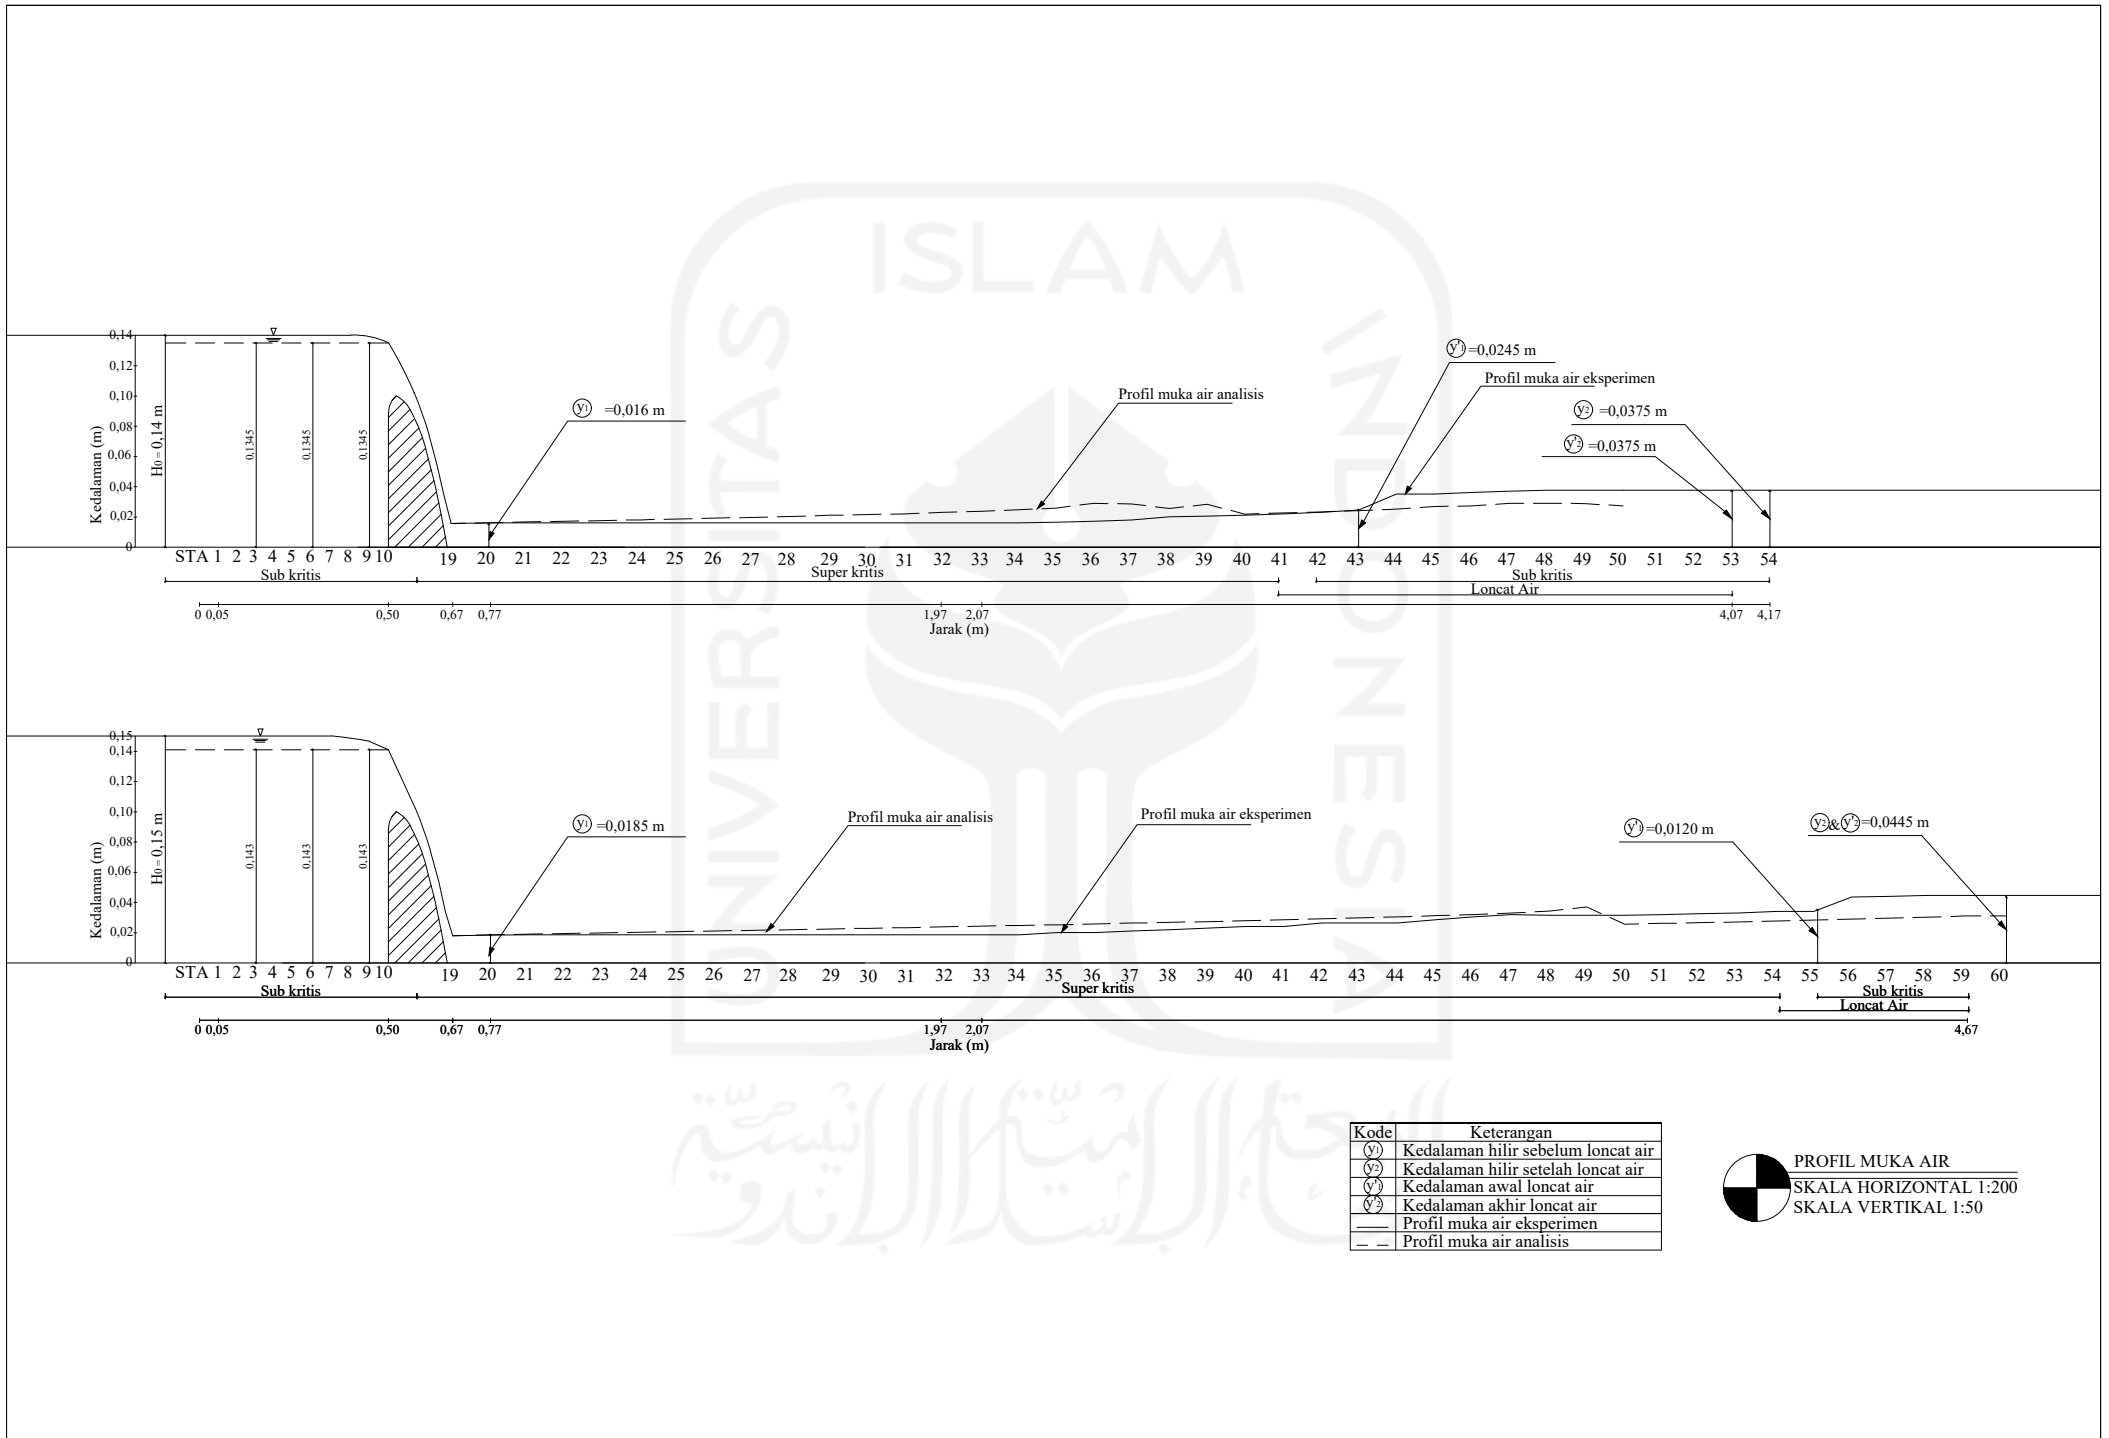 UNIVERSITAS
ISLAM
INDONESIA
0,14
0,12
0,10
0,08
0,06
0,04
0,02
0
Kedalaman (m)
H0 = 0,14 m
0,1345
0,1345
0,1345
y1 =0,016 m
Profil muka air analisis
y'1 =0,0245 m
Profil muka air eksperimen
y2 =0,0375 m
y'2 =0,0375 m
STA 1 2 3 4 5 6 7 8 9 10 19 20 21 22 23 24 25 26 27 28 29 30 31 32 33 34 35 36 37 38 39 40 41 42 43 44 45 46 47 48 49 50 51 52 53 54
Sub kritis Super kritis Sub kritis
Loncat Air
0 0,05 0,50 0,67 0,77 1,97 2,07 4,07 4,17
Jarak (m)
0,15
0,14
0,12
0,10
0,08
0,06
0,04
0,02
0
Kedalaman (m)
H0 = 0,15 m
0,143
0,143
0,143
y1 =0,0185 m
Profil muka air analisis
Profil muka air eksperimen
y'1 =0,0120 m
y2 & y'2 =0,0445 m
STA 1 2 3 4 5 6 7 8 9 10 19 20 21 22 23 24 25 26 27 28 29 30 31 32 33 34 35 36 37 38 39 40 41 42 43 44 45 46 47 48 49 50 51 52 53 54 55 56 57 58 59 60
Sub kritis Super kritis Sub kritis
Loncat Air
0 0,05 0,50 0,67 0,77 1,97 2,07 4,67
Jarak (m)
Kode Keterangan
y1 Kedalaman hilir sebelum loncat air
y2 Kedalaman hilir setelah loncat air
y'1 Kedalaman awal loncat air
y'2 Kedalaman akhir loncat air
Profil muka air eksperimen
Profil muka air analisis
PROFIL MUKA AIR
SKALA HORIZONTAL 1:200
SKALA VERTIKAL 1:50